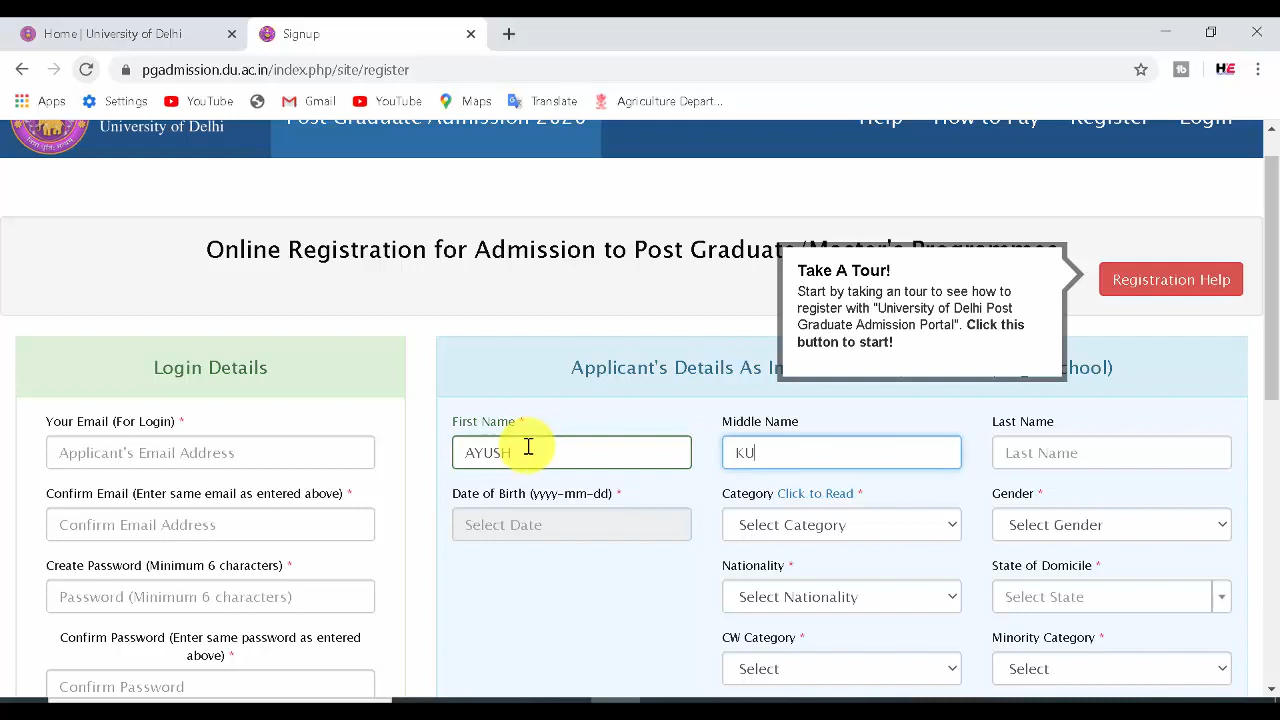 Home | University of Delhi
Signup
pgadmission.du.ac.in/index.php/site/register
Apps Settings YouTube Gmail YouTube Maps Translate Agriculture Depart...
University of Delhi
Post Graduate Admission 2020
Help How to Pay Register Login
Online Registration for Admission to Post Graduate/Master's Programmes
Take A Tour!
Start by taking an tour to see how to
register with "University of Delhi Post
Graduate Admission Portal". Click this
button to start!
Registration Help
Login Details
Your Email (For Login) *
Applicant's Email Address
Confirm Email (Enter same email as entered above) *
Confirm Email Address
Create Password (Minimum 6 characters) *
Password (Minimum 6 characters)
Confirm Password (Enter same password as entered
above) *
Confirm Password
Applicant's Details As In
hool)
First Name *
AYUSH
Middle Name
KU
Last Name
Last Name
Date of Birth (yyyy-mm-dd) *
Select Date
Category Click to Read *
Select Category
Gender *
Select Gender
Nationality *
Select Nationality
State of Domicile *
Select State
CW Category *
Select
Minority Category *
Select